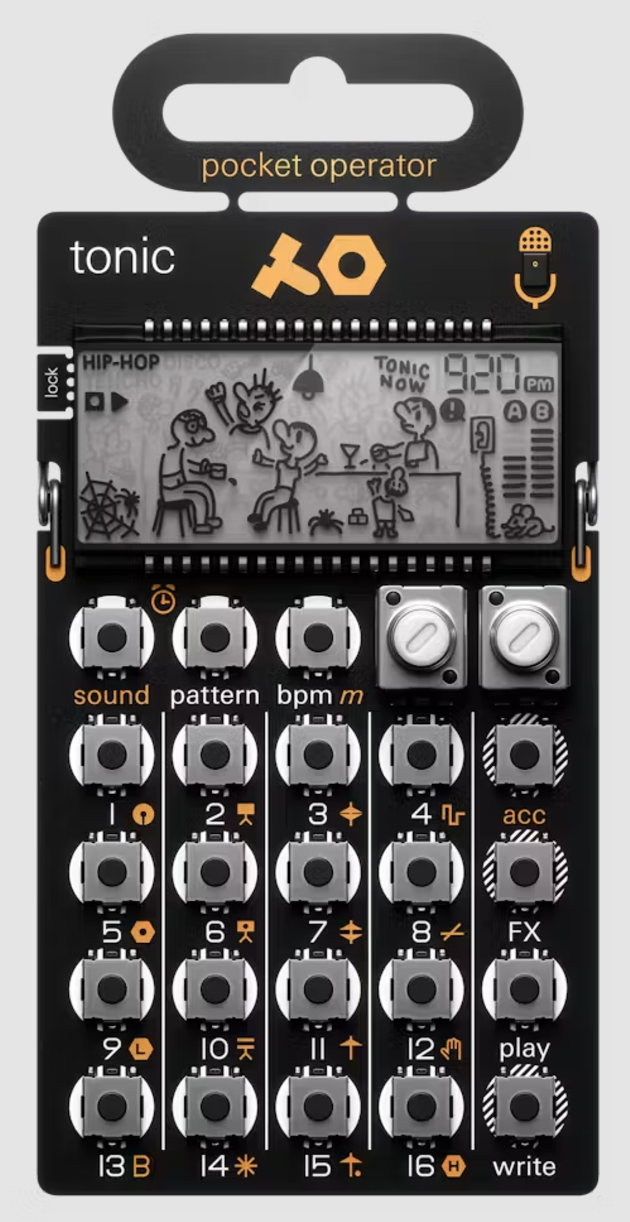 pocket operator
tonic
lock
HIP-HOP DISCO
TECHNO
TONIC
NOW
920 PM
A B
sound pattern bpm m
1 2 3 4 acc
5 6 7 8 FX
9 L 10 11 12 play
13 B 14 15 16 H write